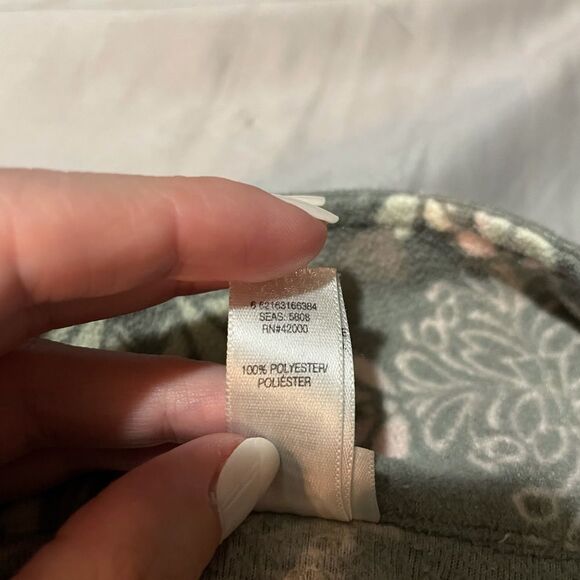 6 62163166384
SEAS: 5808
RN#42000
100% POLYESTER/
POLIÉSTER